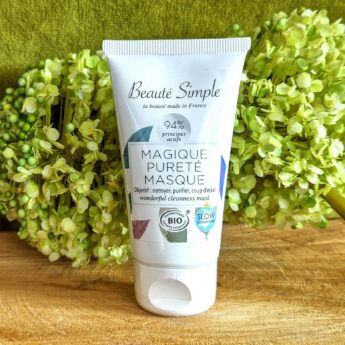 Beauté Simple
la beauté made in France
94%
principes
actifs
MAGIQUE
PURETÉ
MASQUE
Objectif : nettoyer, purifier, coup d'éclat
wonderful cleanness mask
BIO
SLOW
COSMÉTIQUE